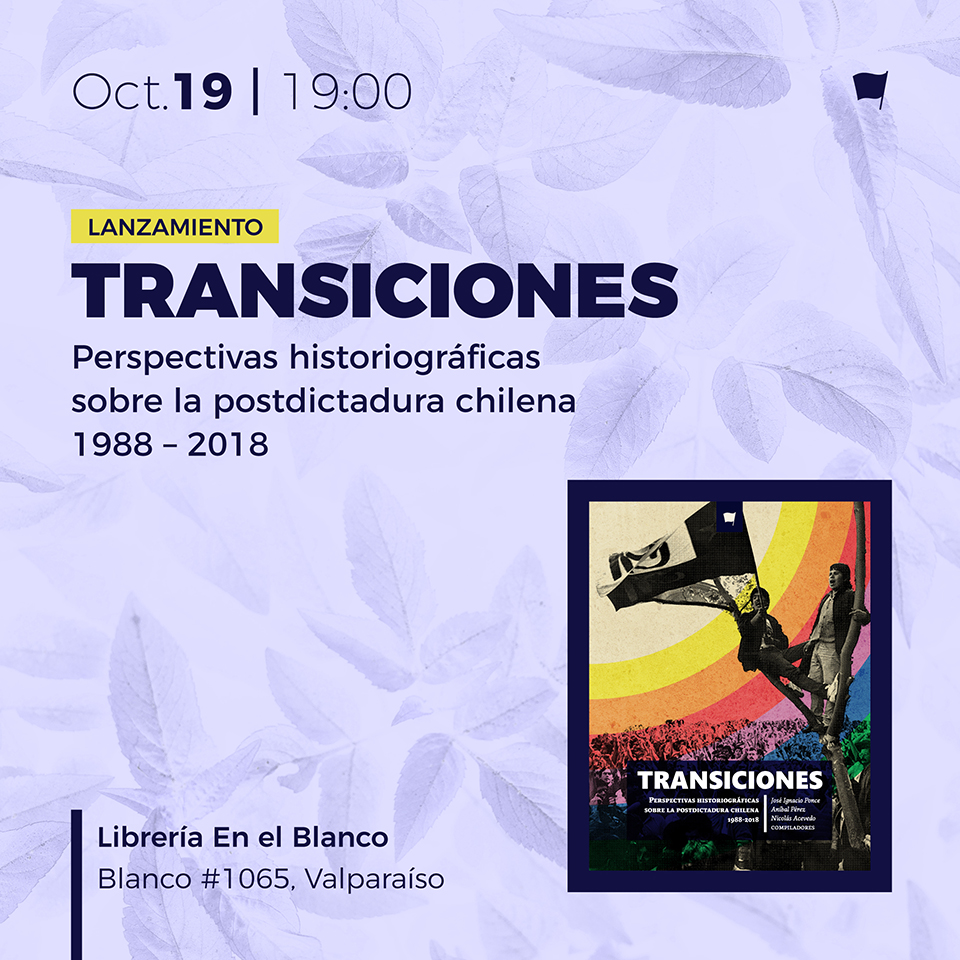 Oct.19 | 19:00
LANZAMIENTO
TRANSICIONES
Perspectivas historiográficas
sobre la postdictadura chilena
1988 – 2018
TRANSICIONES
PERSPECTIVAS HISTORIOGRÁFICAS
SOBRE LA POSTDICTADURA CHILENA
1988-2018
José Ignacio Ponce
Aníbal Pérez
Nicolás Acevedo
COMPILADORES
Librería En el Blanco
Blanco #1065, Valparaíso